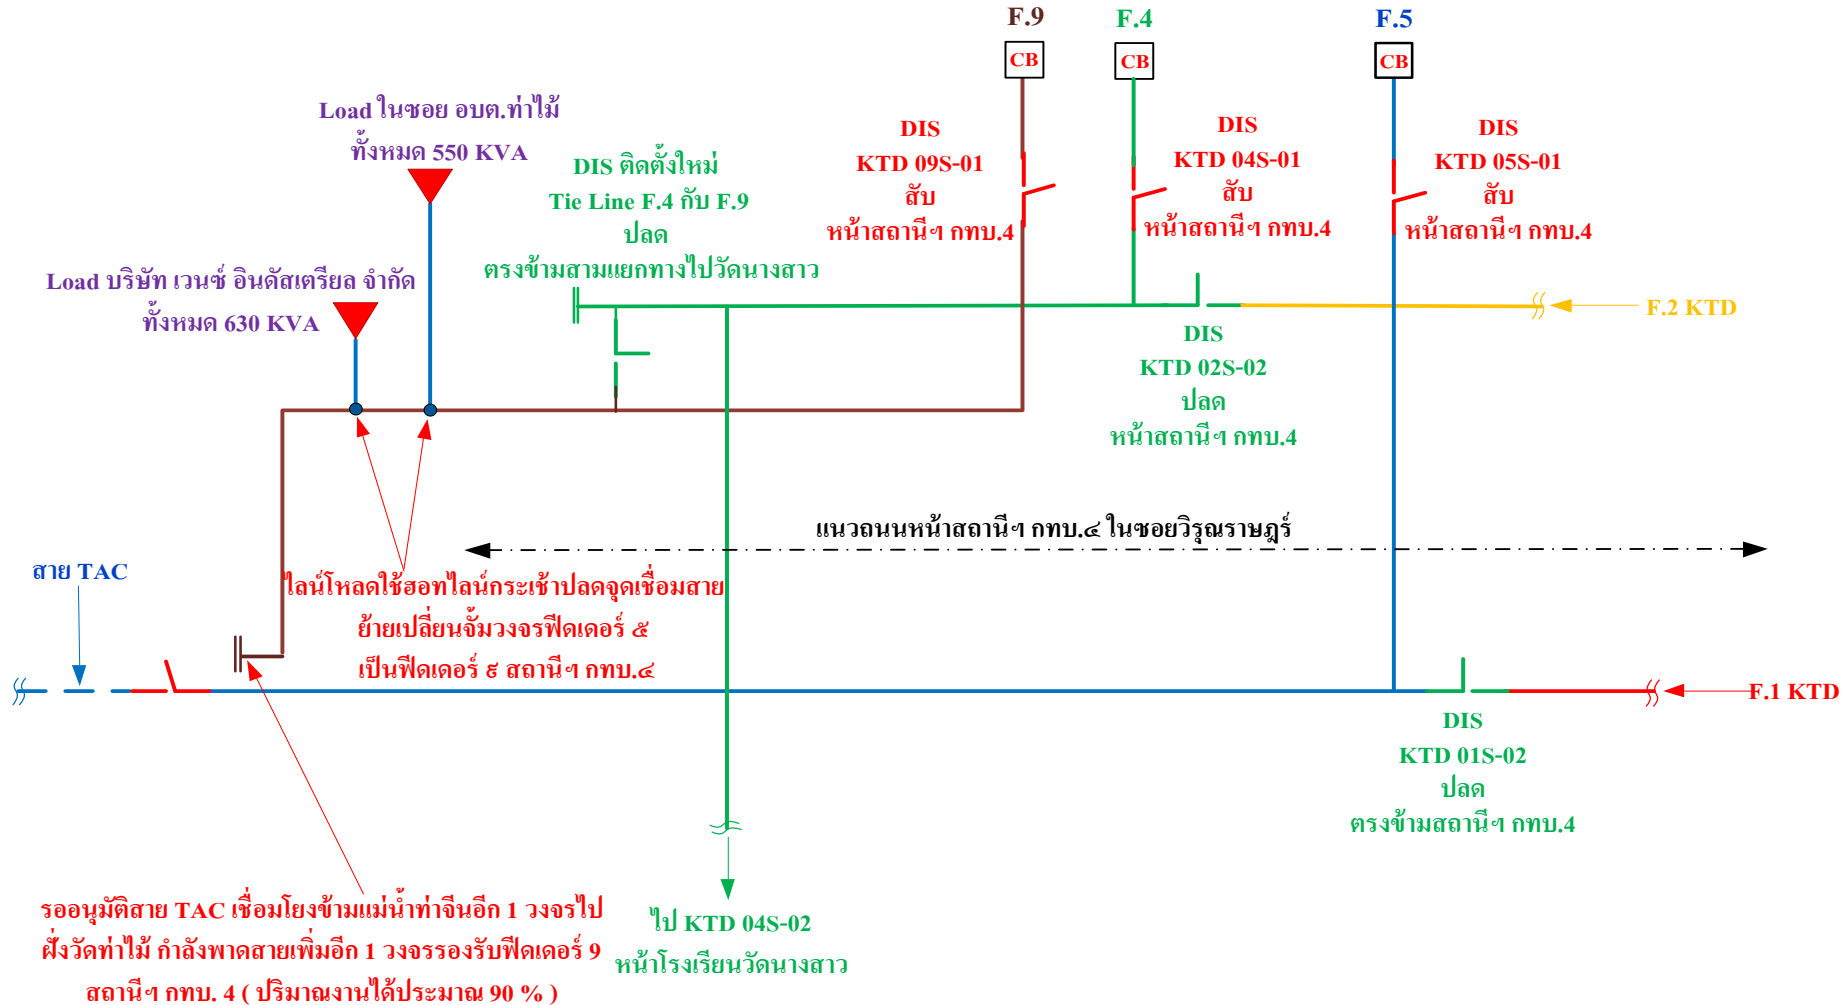 F.9
F.4
F.5
CB
CB
CB
Load ในซอย อบต.ท่าไม้
ทั้งหมด 550 KVA
DIS ติดตั้งใหม่
Tie Line F.4 กับ F.9
ปลด
ตรงข้ามสามแยกทางไปวัดนางสาว
DIS
KTD 09S-01
สับ
หน้าสถานีฯ กทบ.4
DIS
KTD 04S-01
สับ
หน้าสถานีฯ กทบ.4
DIS
KTD 05S-01
สับ
หน้าสถานีฯ กทบ.4
Load บริษัท เวนซ์ อินดัสเตรียล จำกัด
ทั้งหมด 630 KVA
F.2 KTD
DIS
KTD 02S-02
ปลด
หน้าสถานีฯ กทบ.4
แนวถนนหน้าสถานีฯ กทบ.๔ ในซอยวิรุณราษฎร์
สาย TAC
ไลน์โหลดใช้ฮอทไลน์กระเช้าปลดจุดเชื่อมสาย
ย้ายเปลี่ยนจั้มวงจรฟีดเดอร์ ๕
เป็นฟีดเดอร์ ๙ สถานีฯ กทบ.๔
F.1 KTD
DIS
KTD 01S-02
ปลด
ตรงข้ามสถานีฯ กทบ.4
รออนุมัติสาย TAC เชื่อมโยงข้ามแม่น้ำท่าจีนอีก 1 วงจรไป
ฝั่งวัดท่าไม้ กำลังพาดสายเพิ่มอีก 1 วงจรรองรับฟีดเดอร์ 9
สถานีฯ กทบ. 4 ( ปริมาณงานได้ประมาณ 90 % )
ไป KTD 04S-02
หน้าโรงเรียนวัดนางสาว